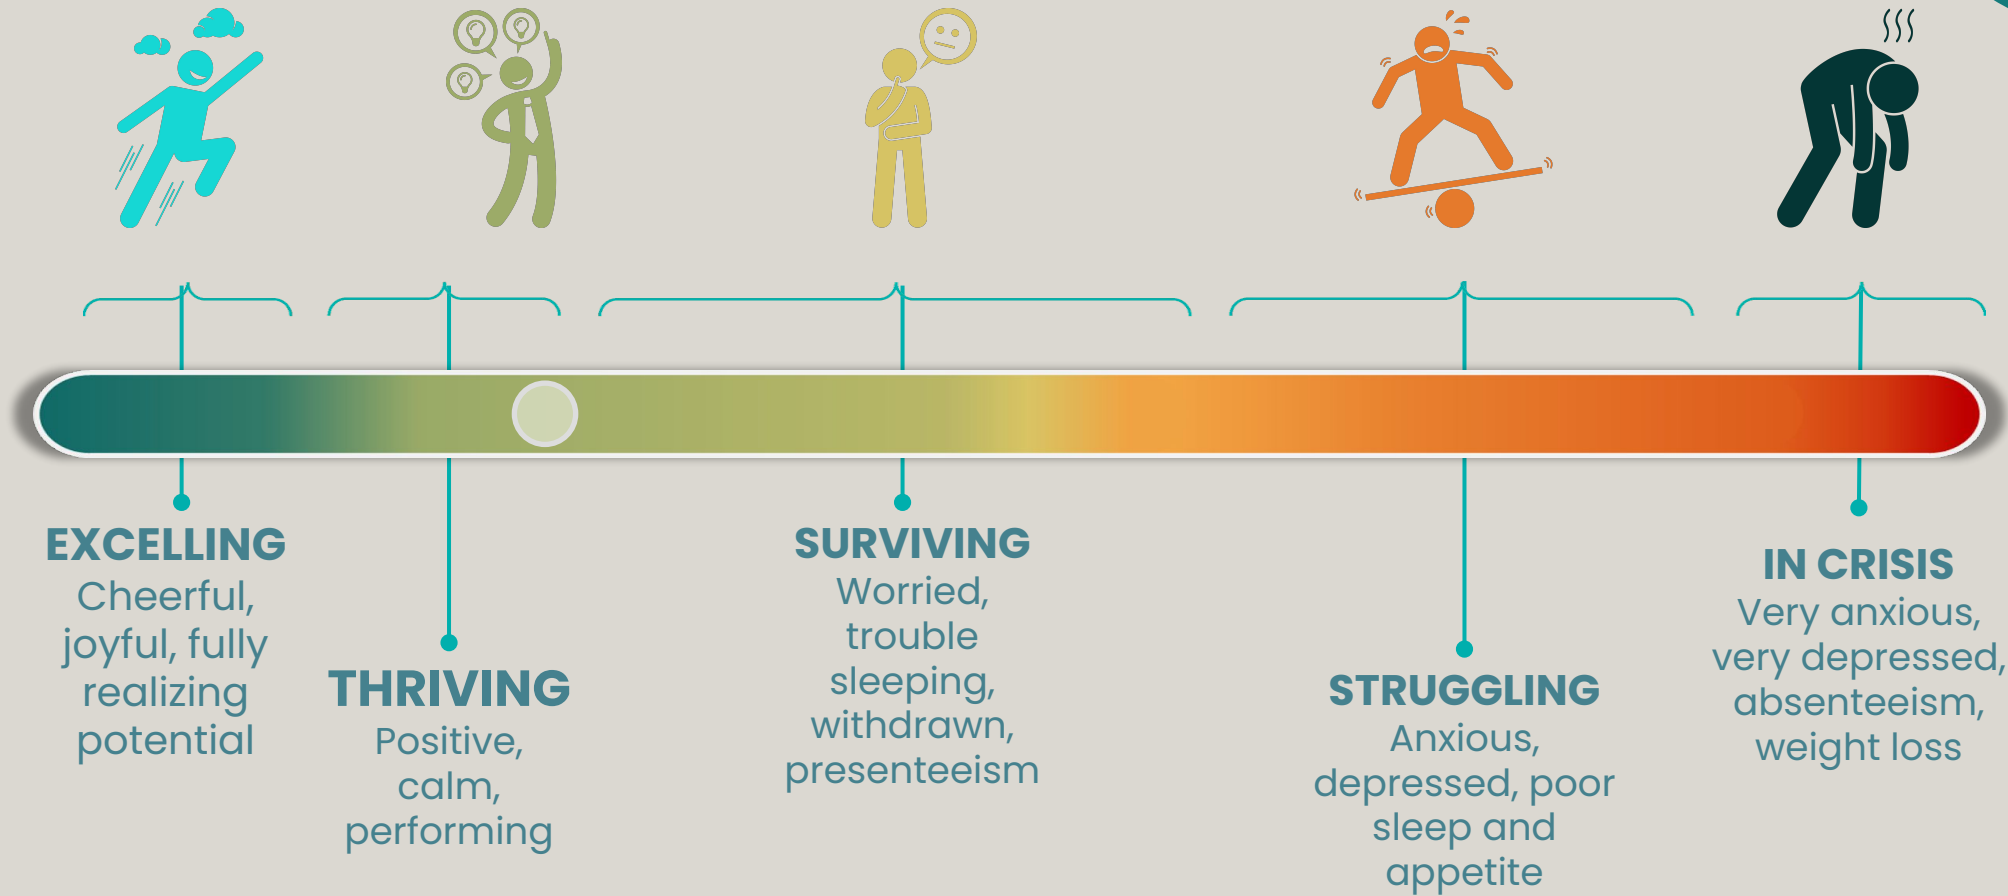 EXCELLING
Cheerful,
joyful, fully
realizing
potential
THRIVING
Positive,
calm,
performing
SURVIVING
Worried,
trouble
sleeping,
withdrawn,
presenteeism
STRUGGLING
Anxious,
depressed, poor
sleep and
appetite
IN CRISIS
Very anxious,
very depressed,
absenteeism,
weight loss